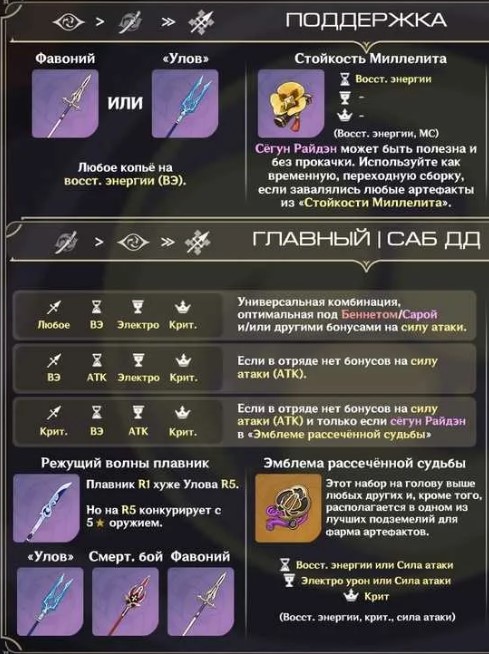 ПОДДЕРЖКА
Фавоний
«Улов»
ИЛИ
Любое копьё на
восст. энергии (ВЭ).
Стойкость Миллелита
Восст. энергии
-
-
(Восст. энергии, МС)
Сёгун Райдэн может быть полезна и
без прокачки. Используйте как
временную, переходную сборку,
если завалялись любые артефакты
из «Стойкости Миллелита».
ГЛАВНЫЙ | САБ ДД
Любое ВЭ Электро Крит.
Универсальная комбинация,
оптимальная под Беннетом/Сарой
и/или другими бонусами на силу атаки.
ВЭ АТК Электро Крит.
Если в отряде нет бонусов на силу
атаки (АТК).
Крит. ВЭ АТК Крит.
Если в отряде нет бонусов на силу
атаки (АТК) и только если сёгун Райдэн
в «Эмблеме рассечённой судьбы»
Режущий волны плавник
Плавник R1 хуже Улова R5.
Но на R5 конкурирует с
5★ оружием.
«Улов» Смерт. бой Фавоний
Эмблема рассечённой судьбы
Этот набор на голову выше
любых других и, кроме того,
располагается в одном из
лучших подземелий для
фарма артефактов.
Восст. энергии или Сила атаки
Электро урон или Сила атаки
Крит
(Восст. энергии, крит., сила атаки)